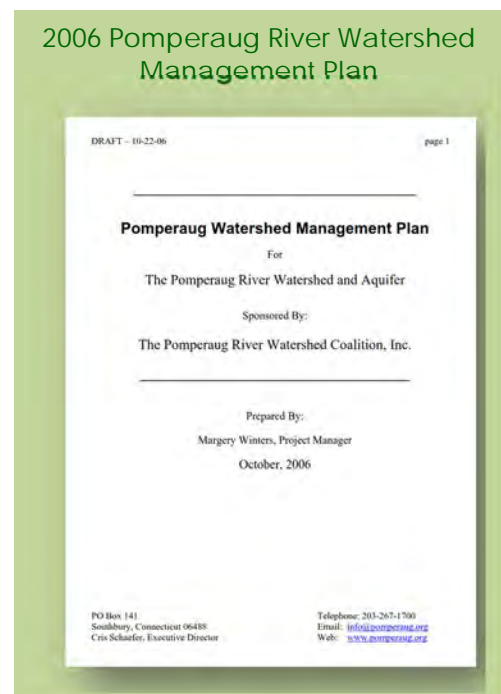 2006 Pomperaug River Watershed
Management Plan
DRAFT – 10-22-06 page 1
Pomperaug Watershed Management Plan
For
The Pomperaug River Watershed and Aquifer
Sponsored By:
The Pomperaug River Watershed Coalition, Inc.
Prepared By:
Margery Winters, Project Manager
October, 2006
PO Box 141
Southbury, Connecticut 06488
Cris Schaefer, Executive Director
Telephone: 203-267-1700
Email: info@pomperaug.org
Web: www.pomperaug.org